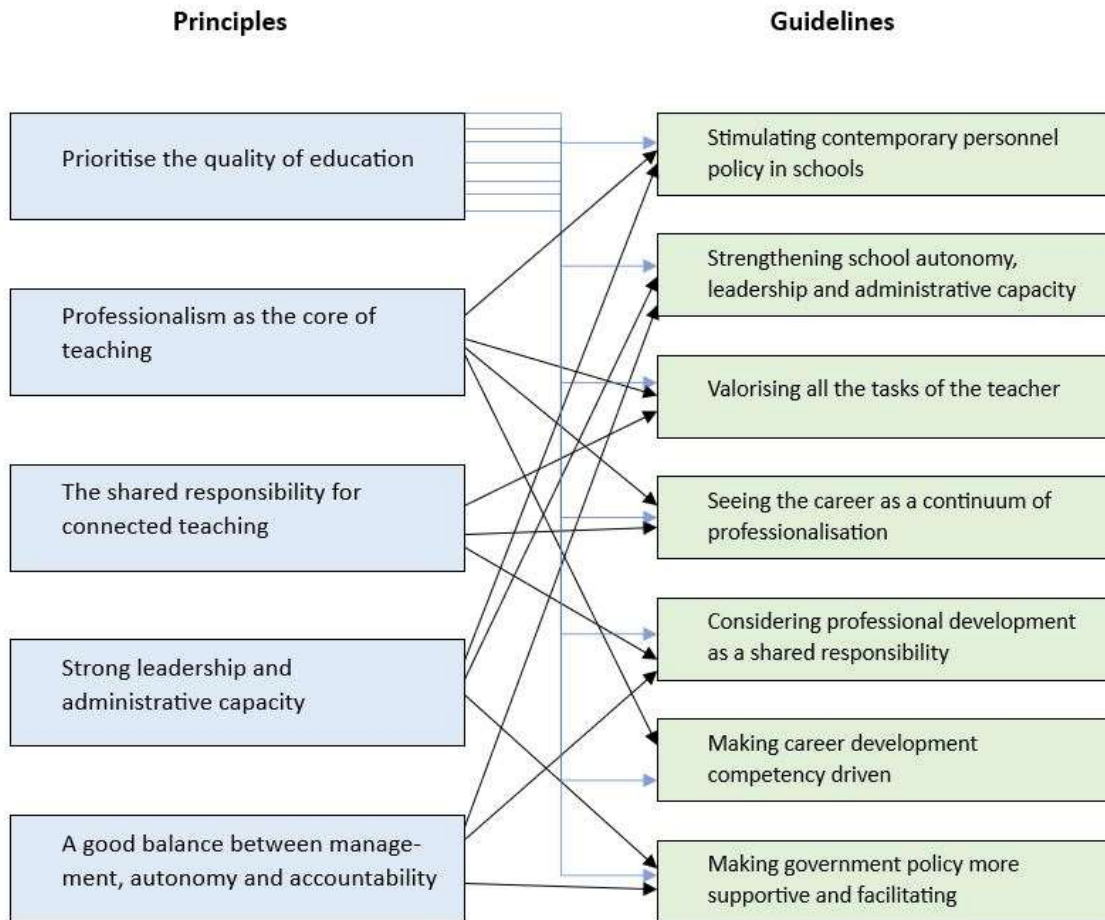 Principles
Guidelines
Prioritise the quality of education
Professionalism as the core of
teaching
The shared responsibility for
connected teaching
Strong leadership and
administrative capacity
A good balance between manage-
ment, autonomy and accountability
Stimulating contemporary personnel
policy in schools
Strengthening school autonomy,
leadership and administrative capacity
Valorising all the tasks of the teacher
Seeing the career as a continuum of
professionalisation
Considering professional development
as a shared responsibility
Making career development
competency driven
Making government policy more
supportive and facilitating